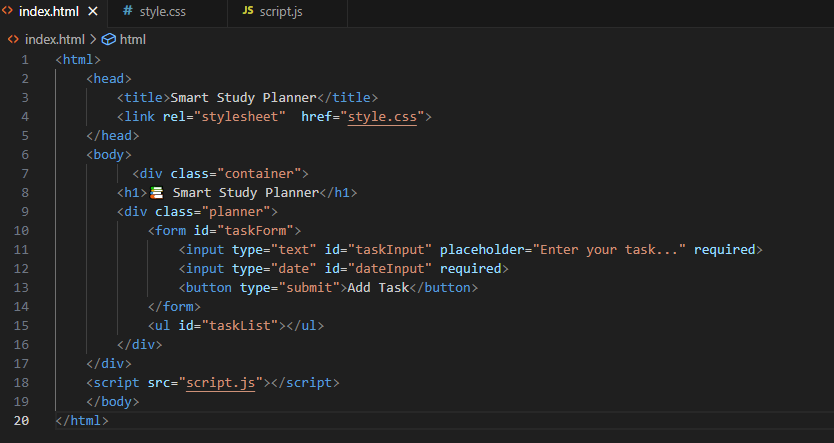 index.html × # style.css JS script.js
index.html > html
1 <html>
2     <head>
3         <title>Smart Study Planner</title>
4         <link rel="stylesheet"  href="style.css">
5     </head>
6     <body>
7           <div class="container">
8         <h1>📚 Smart Study Planner</h1>
9         <div class="planner">
10             <form id="taskForm">
11                 <input type="text" id="taskInput" placeholder="Enter your task..." required>
12                 <input type="date" id="dateInput" required>
13                 <button type="submit">Add Task</button>
14             </form>
15             <ul id="taskList"></ul>
16         </div>
17     </div>
18     <script src="script.js"></script>
19     </body>
20 </html>